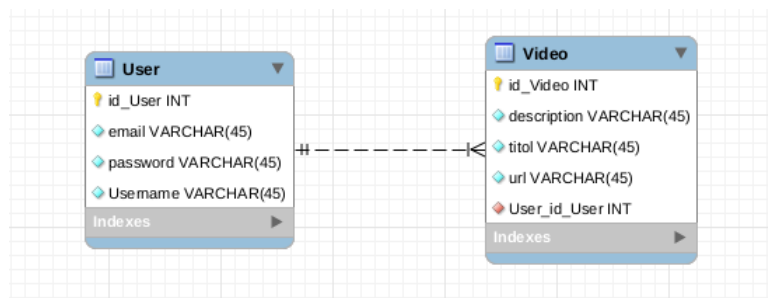 User
id_User INT
email VARCHAR(45)
password VARCHAR(45)
Username VARCHAR(45)
Indexes
Video
id_Video INT
description VARCHAR(45)
titol VARCHAR(45)
url VARCHAR(45)
User_id_User INT
Indexes